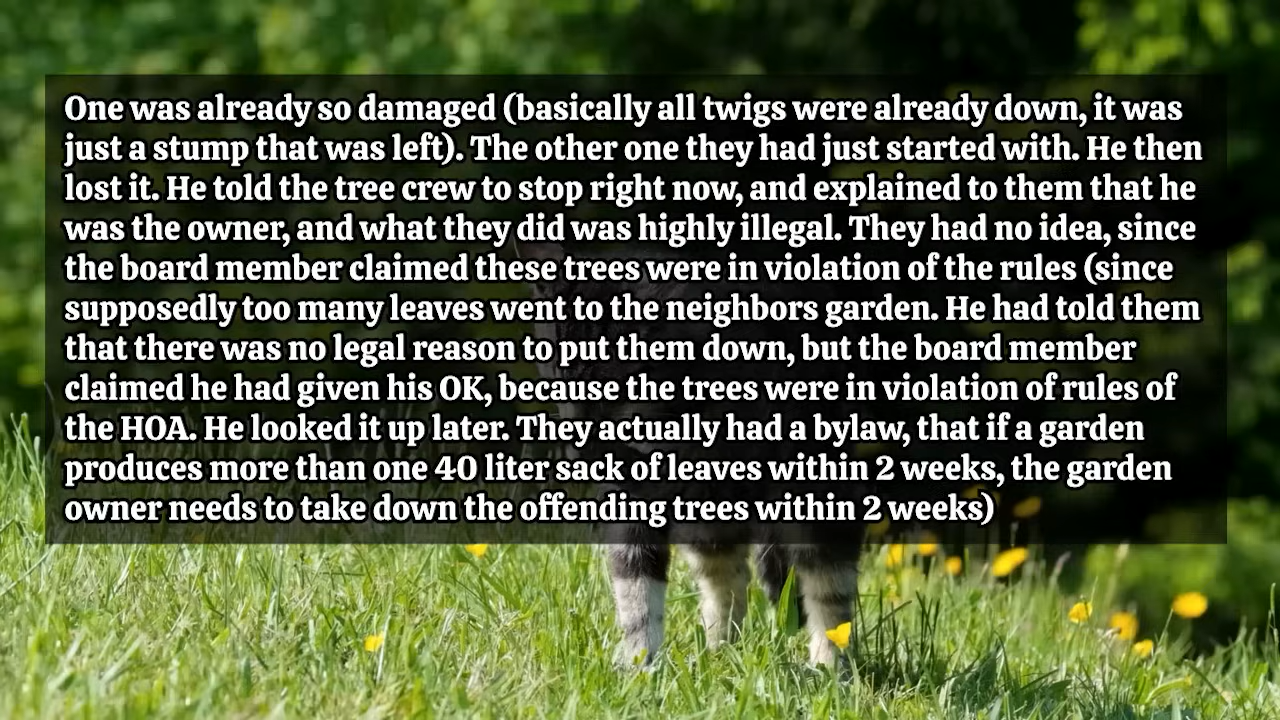 One was already so damaged (basically all twigs were already down, it was
just a stump that was left). The other one they had just started with. He then
lost it. He told the tree crew to stop right now, and explained to them that he
was the owner, and what they did was highly illegal. They had no idea, since
the board member claimed these trees were in violation of the rules (since
supposedly too many leaves went to the neighbors garden. He had told them
that there was no legal reason to put them down, but the board member
claimed he had given his OK, because the trees were in violation of rules of
the HOA. He looked it up later. They actually had a bylaw, that if a garden
produces more than one 40 liter sack of leaves within 2 weeks, the garden
owner needs to take down the offending trees within 2 weeks)